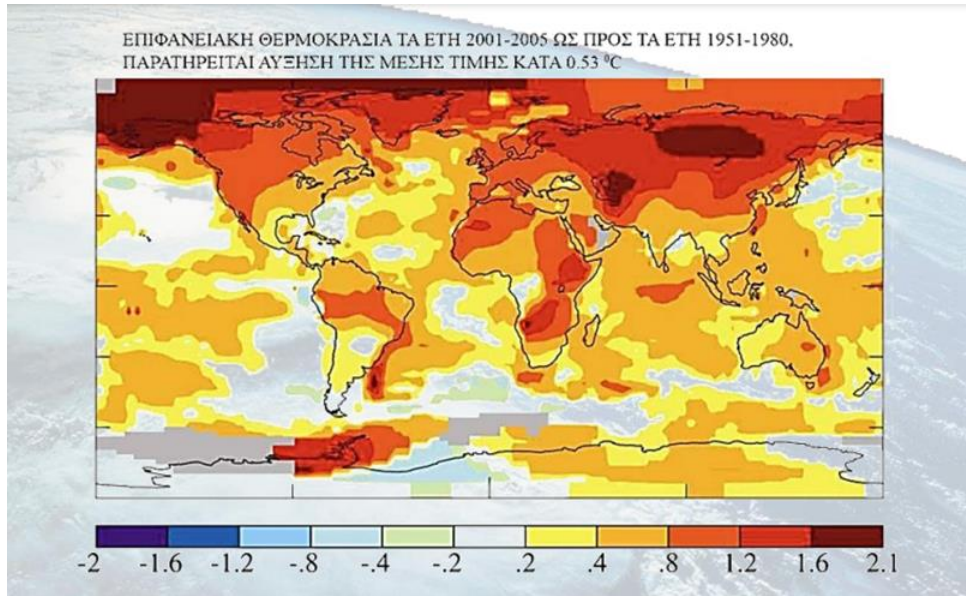 ΕΠΙΦΑΝΕΙΑΚΗ ΘΕΡΜΟΚΡΑΣΙΑ ΤΑ ΕΤΗ 2001-2005 ΩΣ ΠΡΟΣ ΤΑ ΕΤΗ 1951-1980,
ΠΑΡΑΤΗΡΕΙΤΑΙ ΑΥΞΗΣΗ ΤΗΣ ΜΕΣΗΣ ΤΙΜΗΣ ΚΑΤΑ 0.53 ⁰C
-2 -1.6 -1.2 -.8 -.4 -.2 .2 .4 .8 1.2 1.6 2.1